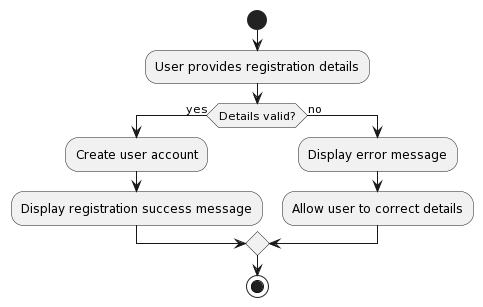 User provides registration details
yes
Details valid?
no
Create user account
Display error message
Display registration success message
Allow user to correct details